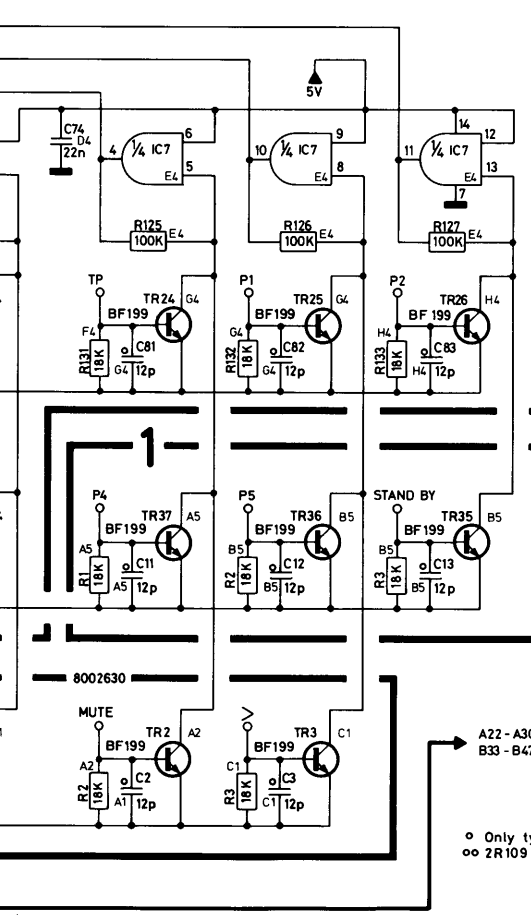 5V
C74
D4
22n
4
1/4 IC7
6
5
E4
10
1/4 IC7
9
8
E4
11
1/4 IC7
14
12
13
E4
7
R125
100K
E4
R126
100K
E4
R127
100K
E4
TP
TR24
G4
BF199
F4
R131
18K
C81
G4
12p
P1
TR25
G4
BF199
G4
R132
18K
C82
G4
12p
P2
TR26
H4
BF199
H4
R133
18K
C83
H4
12p
1
P4
TR37
A5
BF199
A5
R1
18K
C11
A5
12p
P5
TR36
B5
BF199
B5
R2
18K
C12
B5
12p
STAND BY
TR35
B5
BF199
B5
R3
18K
C13
B5
12p
8002630
MUTE
TR2
A2
BF199
A2
R2
18K
C2
A1
12p
TR3
C1
BF199
C1
R3
18K
C3
C1
12p
A22-A30
B33-B47
o Only ty
oo 2R109